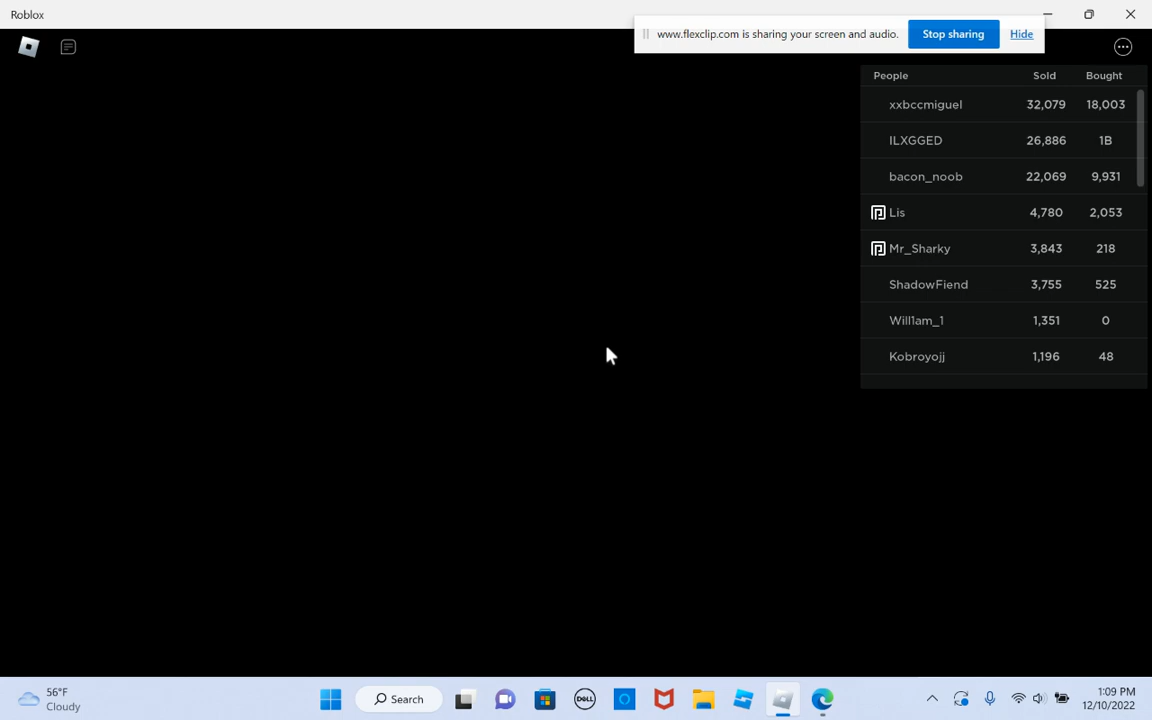 Roblox
www.flexclip.com is sharing your screen and audio. Stop sharing Hide
People Sold Bought
xxbccmiguel 32,079 18,003
ILXGGED 26,886 1B
bacon_noob 22,069 9,931
Lis 4,780 2,053
Mr_Sharky 3,843 218
ShadowFiend 3,755 525
Will1am_1 1,351 0
Kobroyojj 1,196 48
56°F
Cloudy
Search
DELL
1:09 PM
12/10/2022